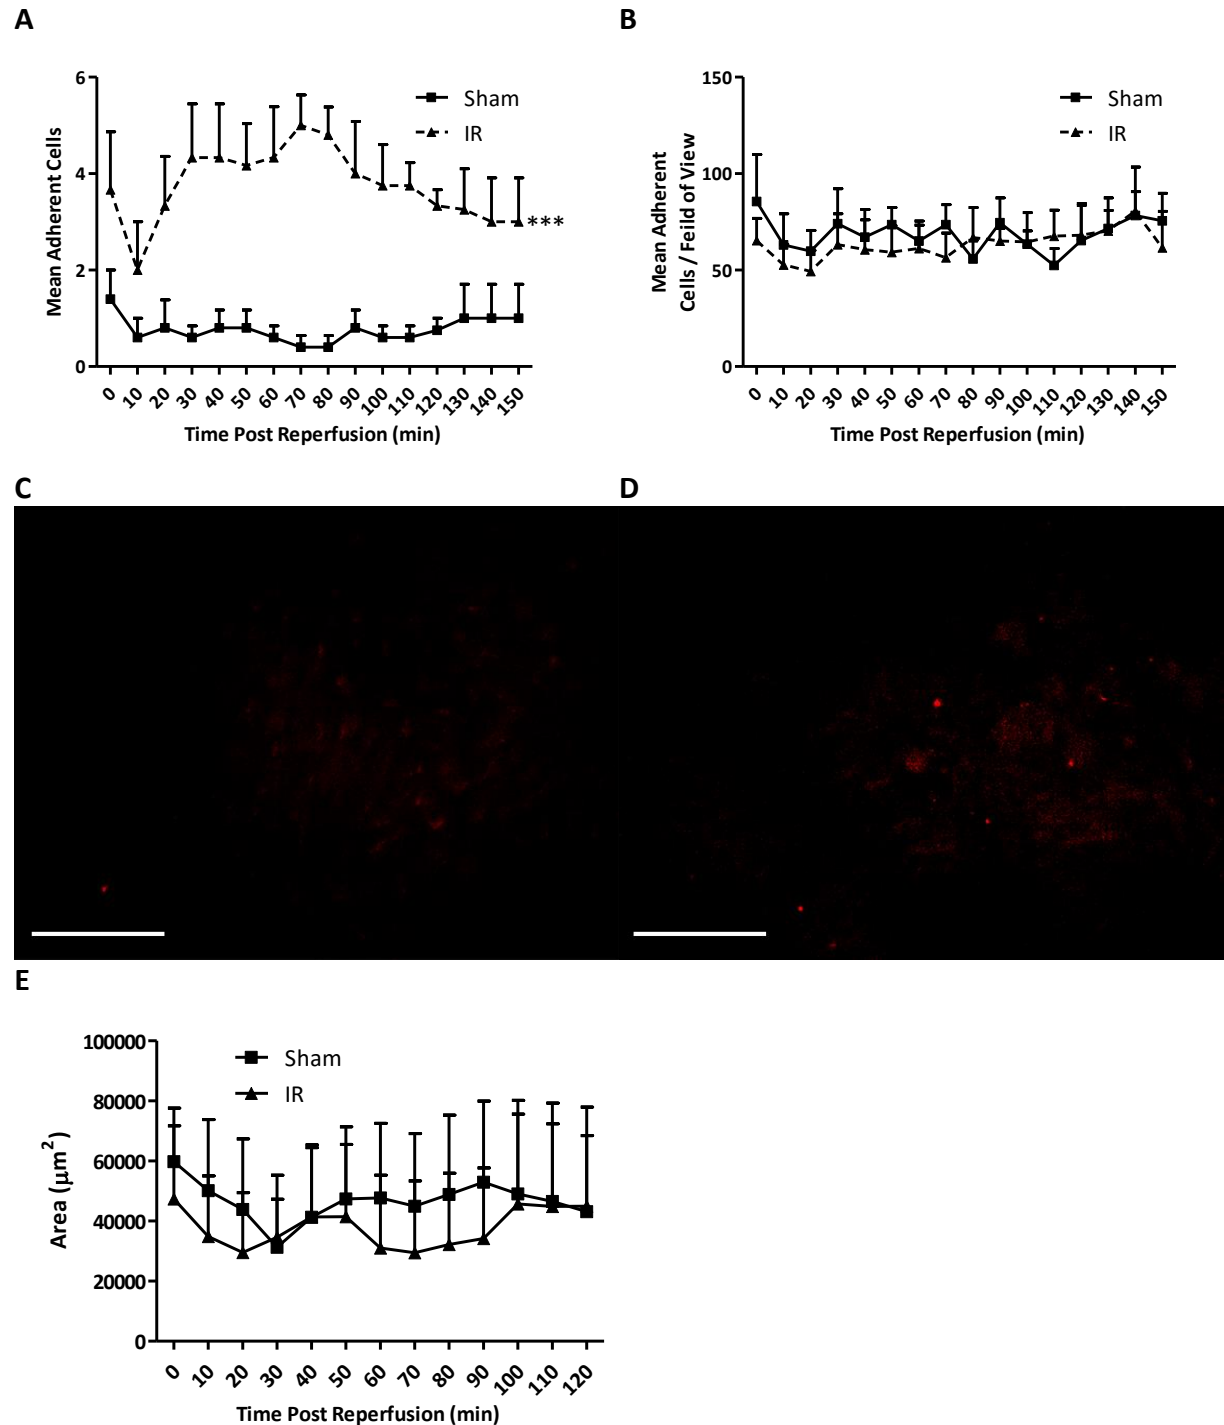 A
6
4
2
0
Mean Adherent Cells
Sham
IR
***
0 10 20 30 40 50 60 70 80 90 100 110 120 130 140 150
Time Post Reperfusion (min)
B
150
100
50
0
Mean Adherent
Cells / Feild of View
Sham
IR
0 10 20 30 40 50 60 70 80 90 100 110 120 130 140 150
Time Post Reperfusion (min)
C
D
E
100000
80000
60000
40000
20000
0
Area (µm²)
Sham
IR
0 10 20 30 40 50 60 70 80 90 100 110 120
Time Post Reperfusion (min)